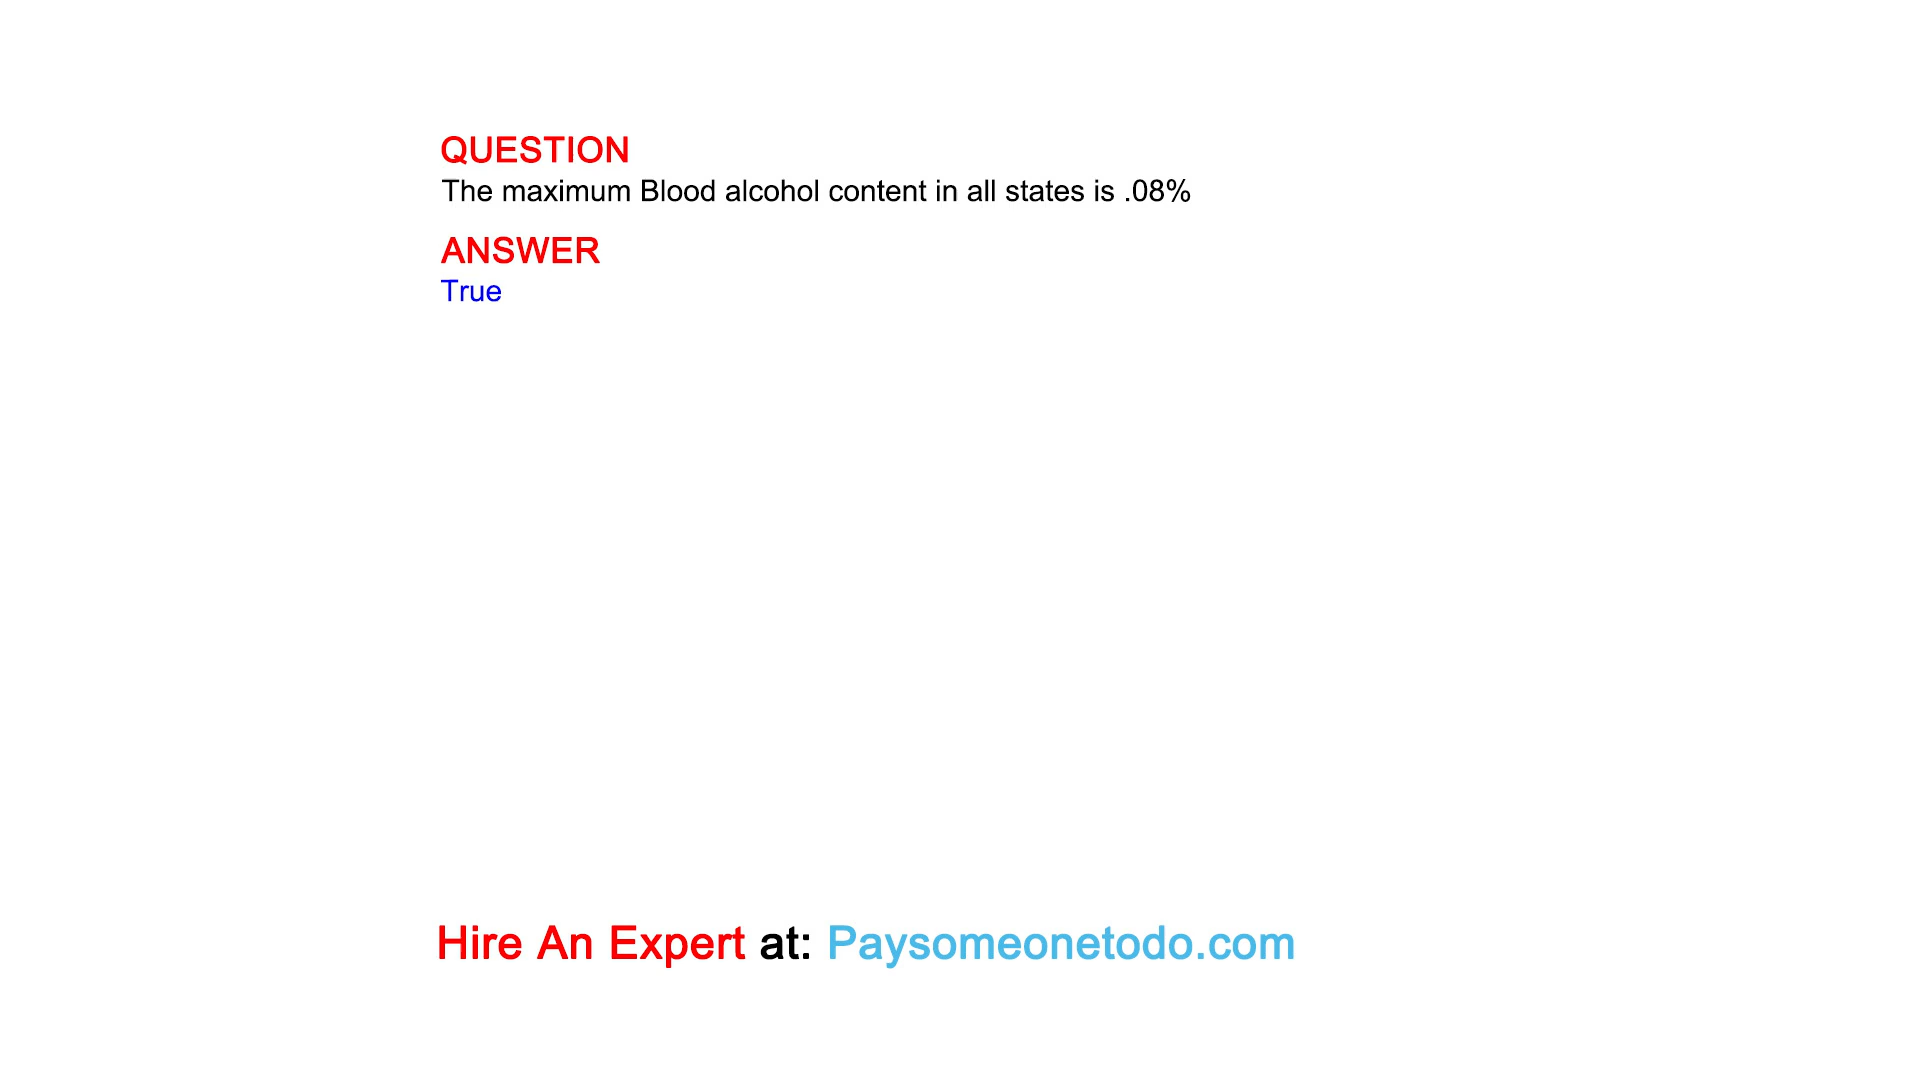 QUESTION
The maximum Blood alcohol content in all states is .08%
ANSWER
True
Hire An Expert at: Paysomeonetodo.com